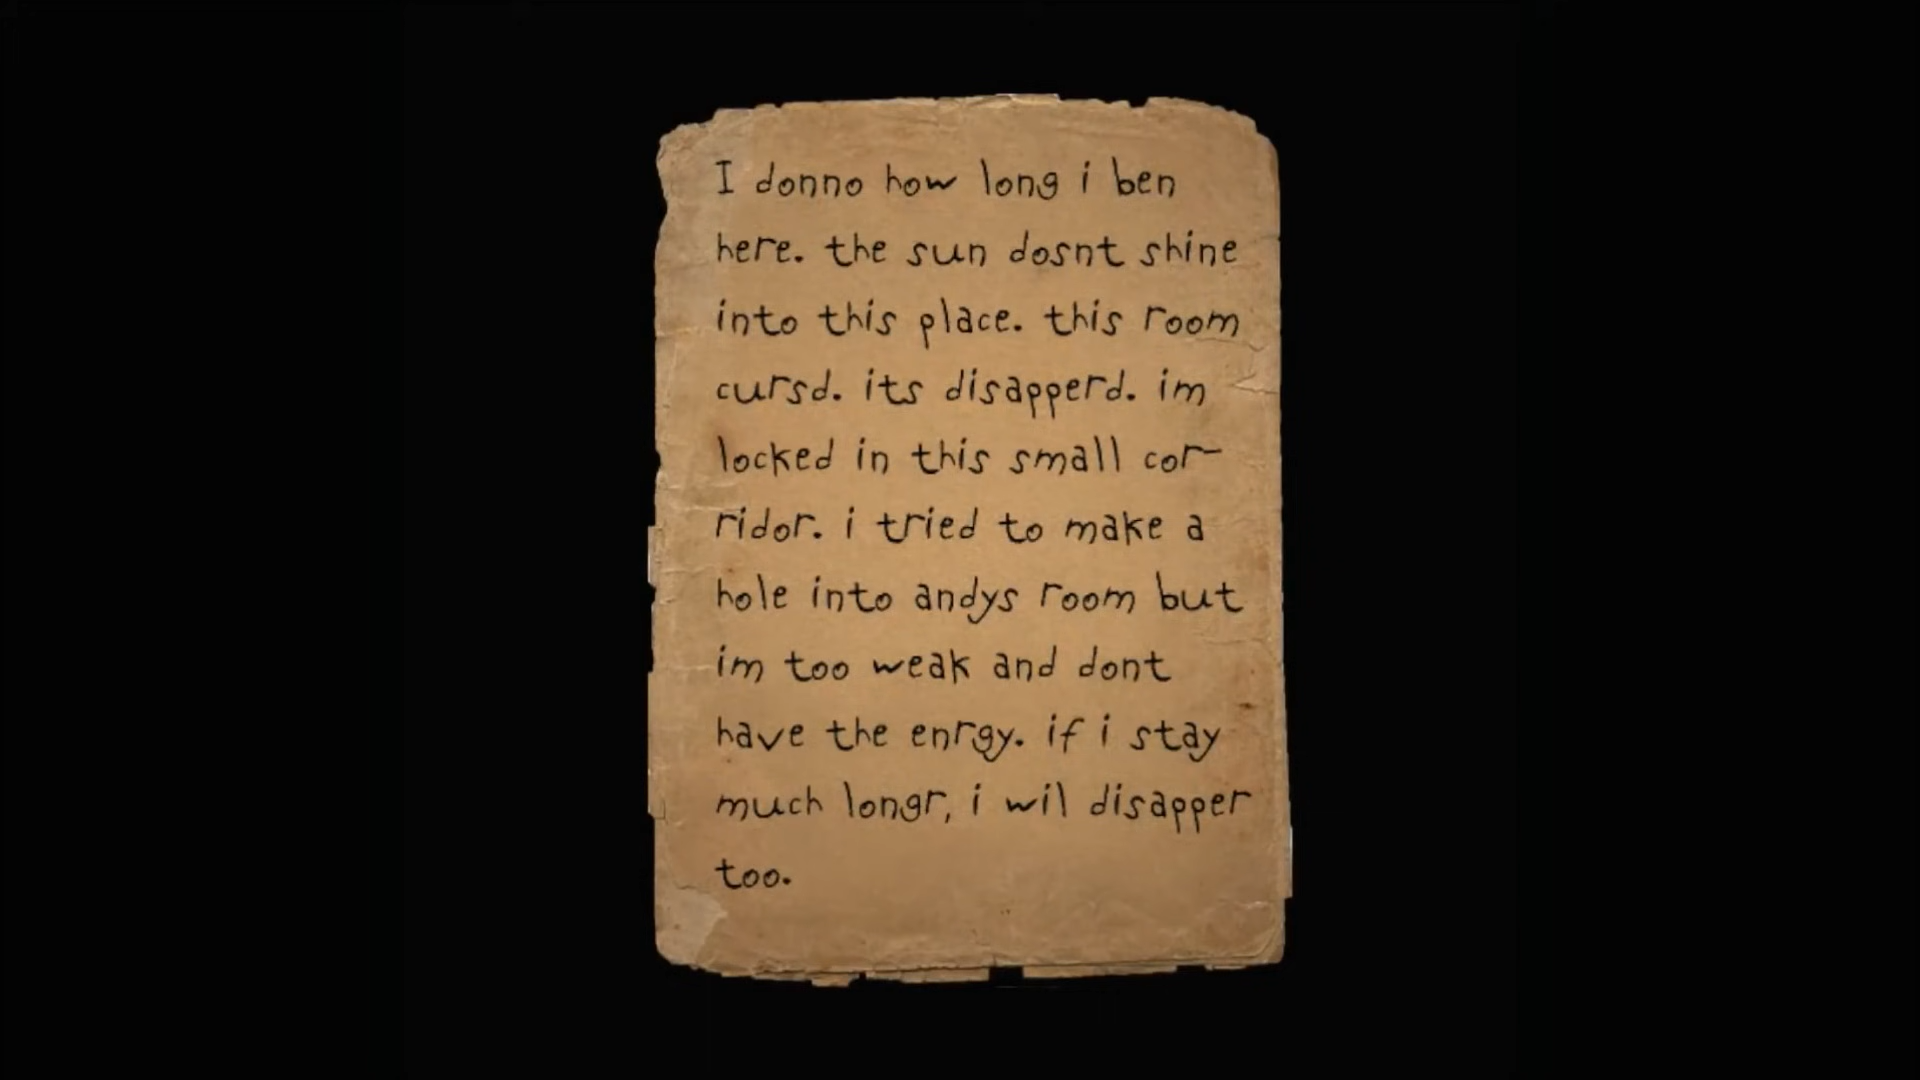 I donno how long i ben
here. the sun dosnt shine
into this place. this room
cursd. its disapperd. im
locked in this small cor-
ridor. i tried to make a
hole into andys room but
im too weak and dont
have the enrgy. if i stay
much longr, i wil disapper
too.